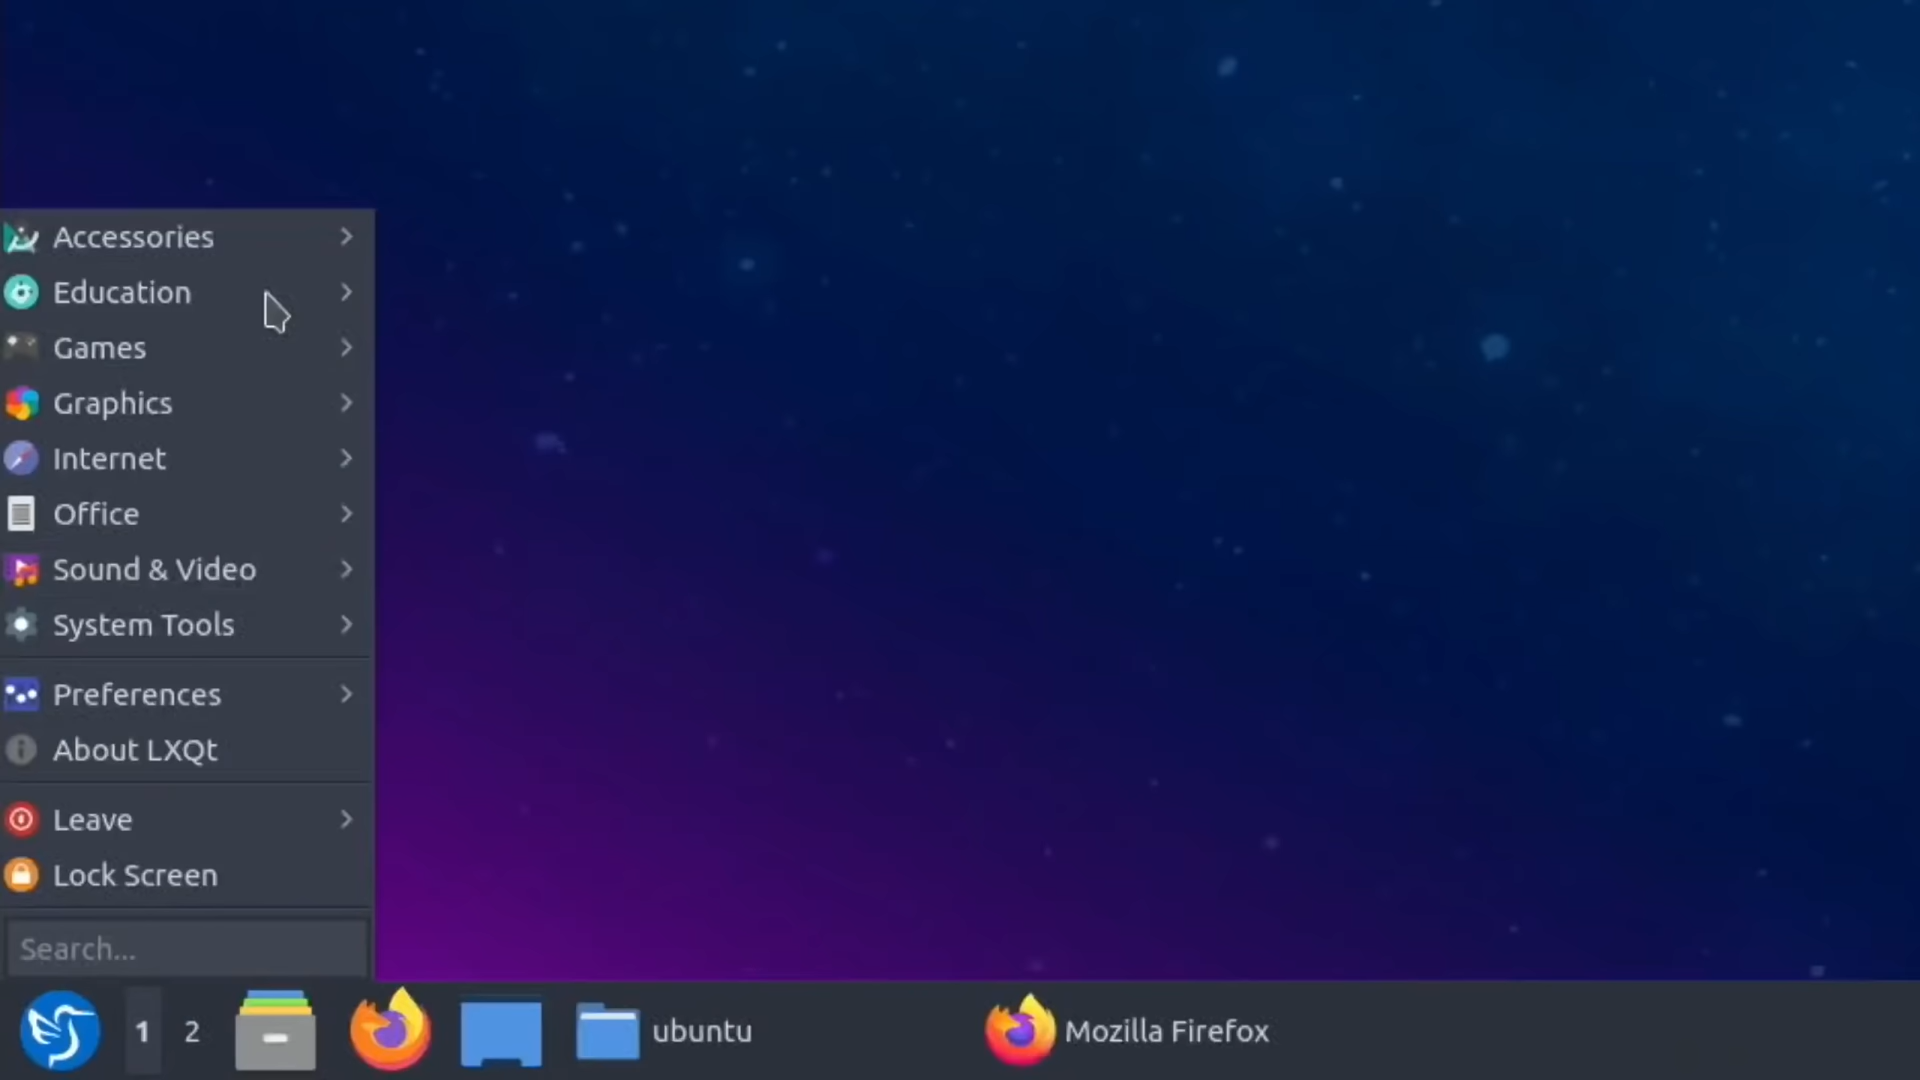 Accessories
Education
Games
Graphics
Internet
Office
Sound & Video
System Tools
Preferences
About LXQt
Leave
Lock Screen
Search...
1 2 ubuntu Mozilla Firefox